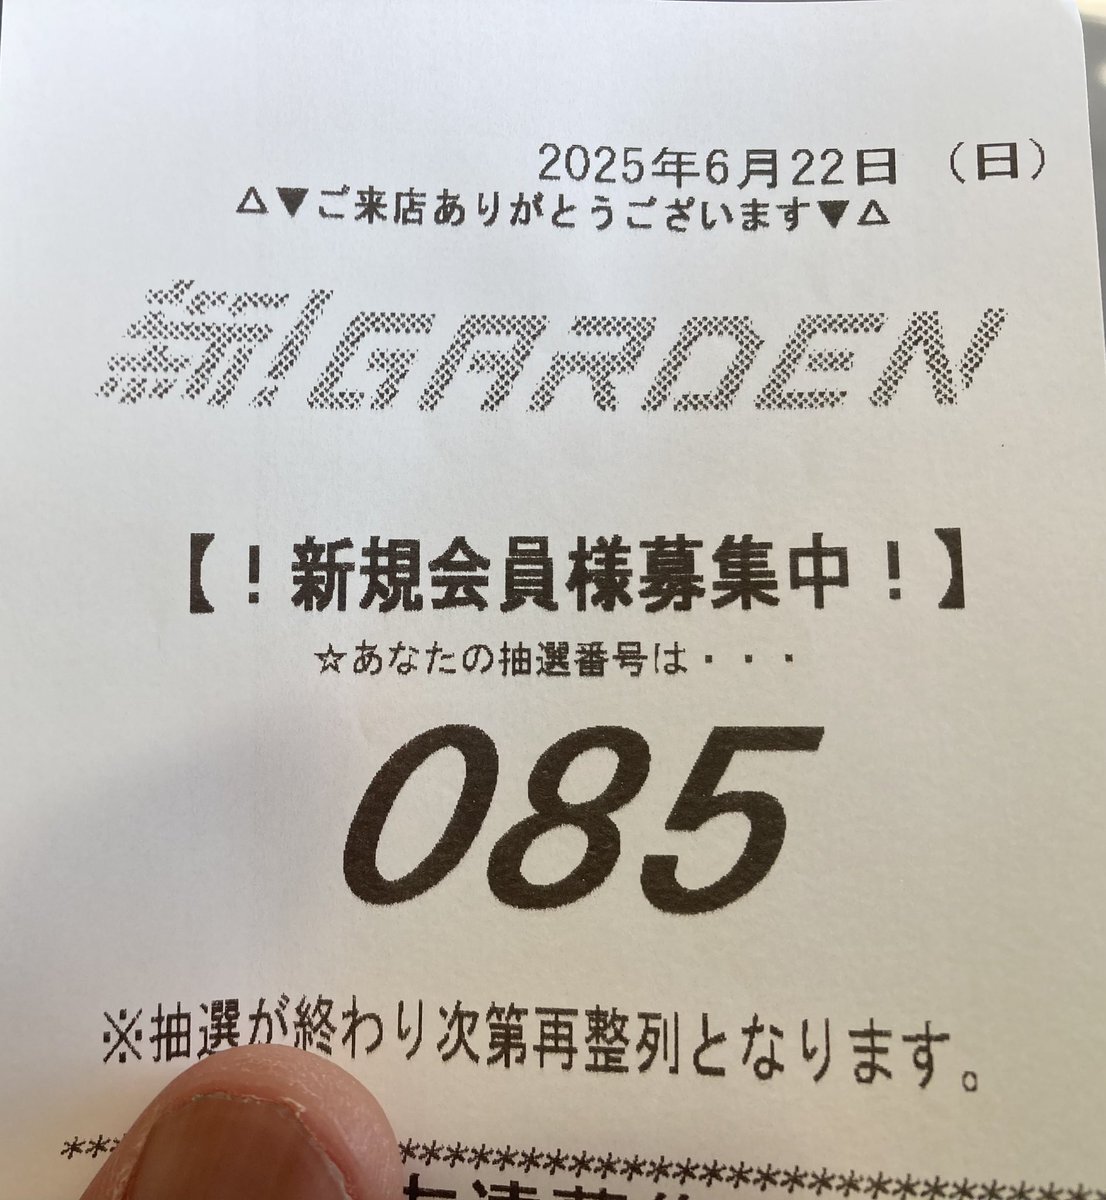 2025年6月22日（日）
△▼ご来店ありがとうございます▼△
新!GARDEN
【！新規会員様募集中！】
☆あなたの抽選番号は・・・
085
※抽選が終わり次第再整列となります。